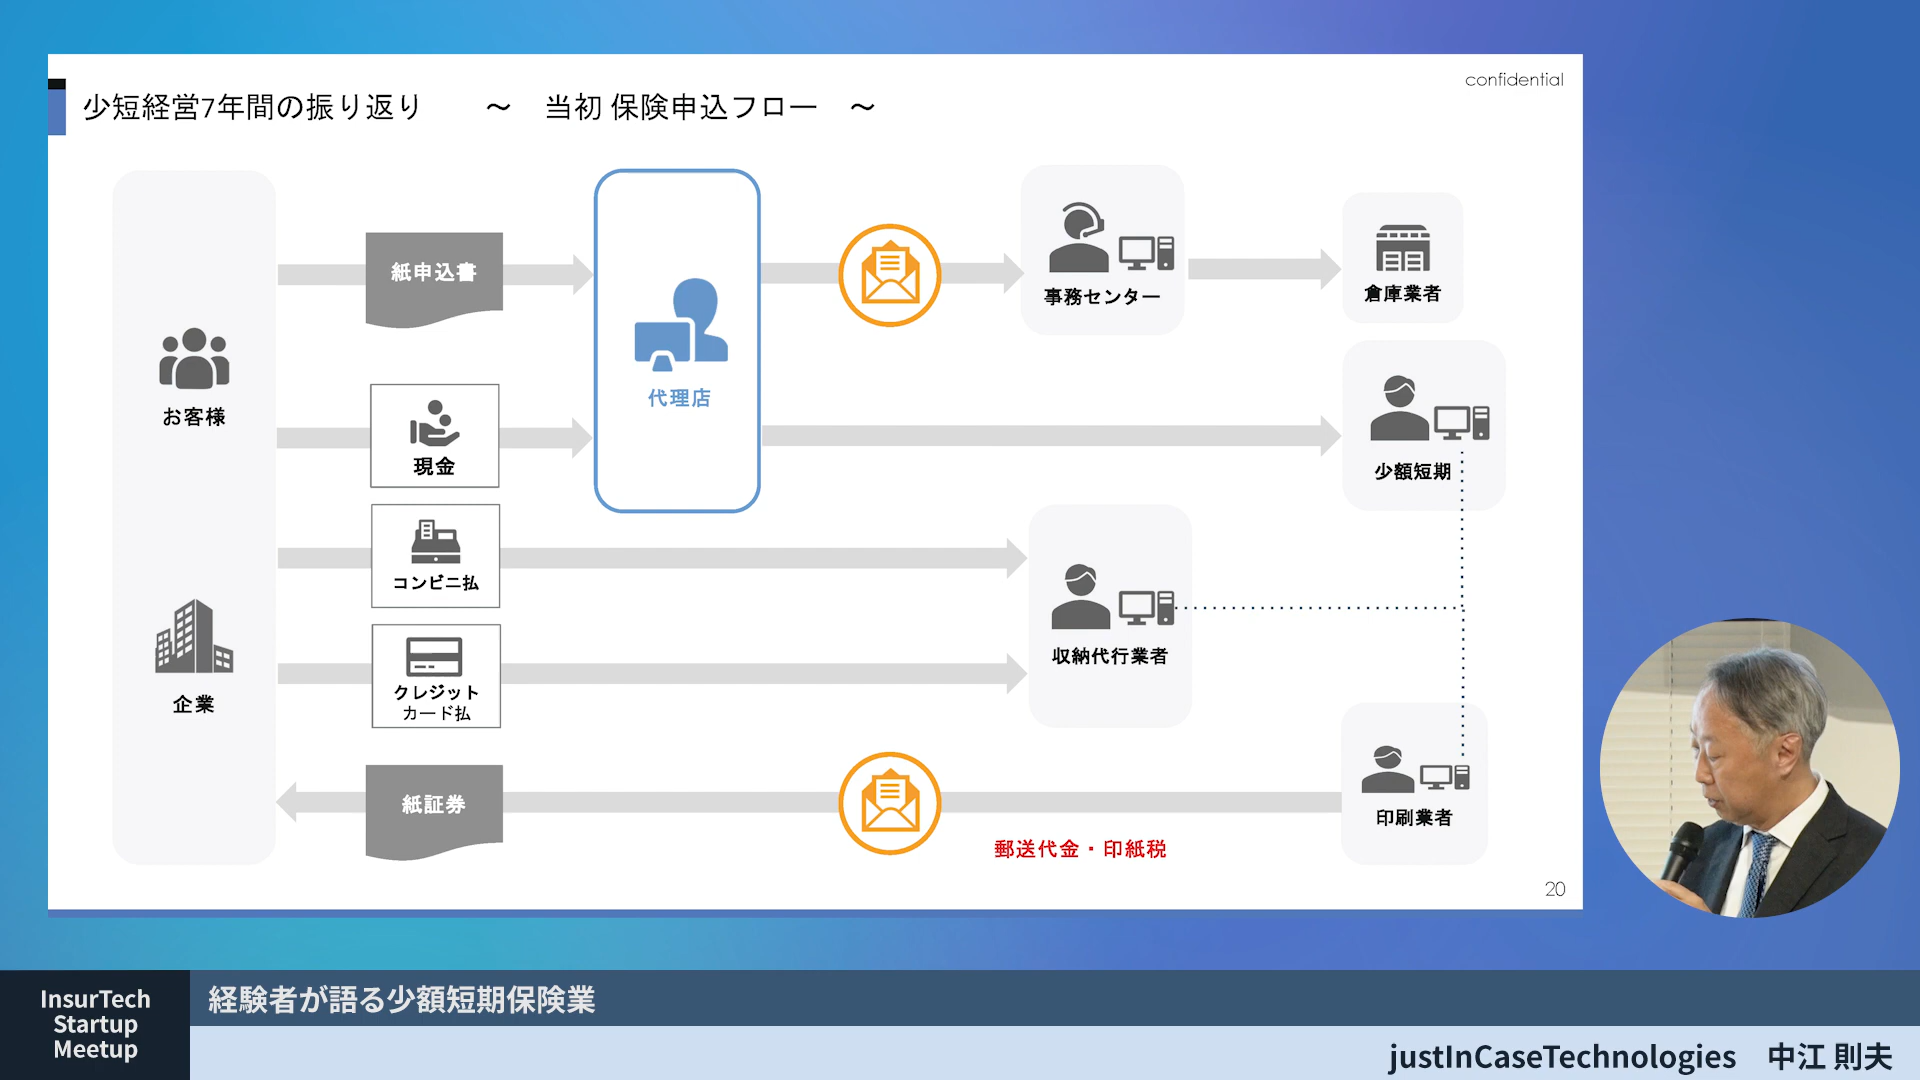 confidential
少短経営7年間の振り返り　～　当初 保険申込フロー　～
お客様
企業
紙申込書
現金
コンビニ払
クレジット
カード払
紙証券
代理店
事務センター
倉庫業者
少額短期
収納代行業者
印刷業者
郵送代金・印紙税
20
InsurTech
Startup
Meetup
経験者が語る少額短期保険業
justInCaseTechnologies　中江 則夫